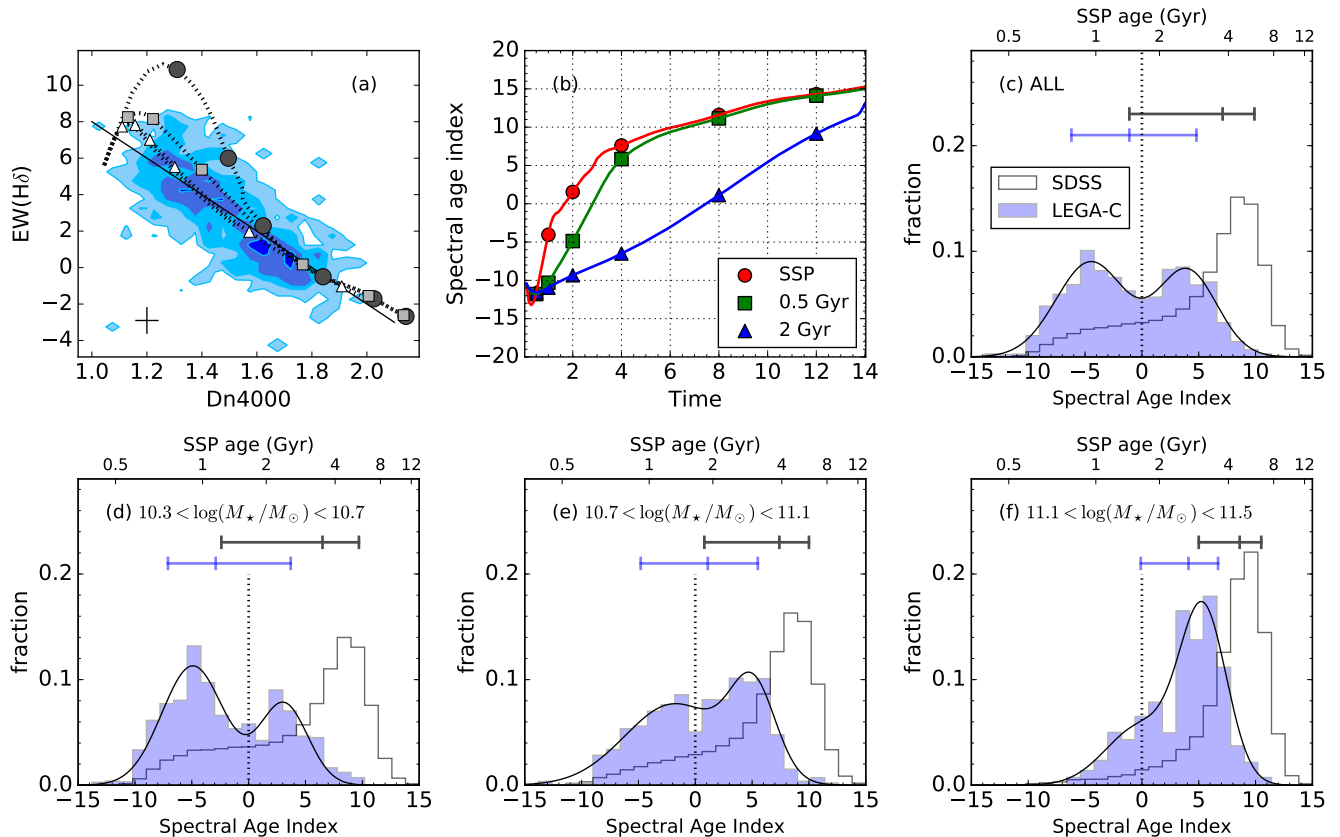 (a)
EW(Hδ)
10
8
6
4
2
0
−2
−4
1.0 1.2 1.4 1.6 1.8 2.0
Dn4000
(b)
Spectral age index
20
15
10
5
0
−5
−10
−15
−20
2 4 6 8 10 12 14
Time
SSP
0.5 Gyr
2 Gyr
SSP age (Gyr)
0.5 1 2 4 8 12
(c) ALL
SDSS
LEGA-C
fraction
0.2
0.1
0.0
−15 −10 −5 0 5 10 15
Spectral Age Index
SSP age (Gyr)
0.5 1 2 4 8 12
(d) 10.3 < log(M⋆/M⊙) < 10.7
fraction
0.2
0.1
0.0
−15 −10 −5 0 5 10 15
Spectral Age Index
SSP age (Gyr)
0.5 1 2 4 8 12
(e) 10.7 < log(M⋆/M⊙) < 11.1
fraction
0.2
0.1
0.0
−15 −10 −5 0 5 10 15
Spectral Age Index
SSP age (Gyr)
0.5 1 2 4 8 12
(f) 11.1 < log(M⋆/M⊙) < 11.5
fraction
0.2
0.1
0.0
−15 −10 −5 0 5 10 15
Spectral Age Index